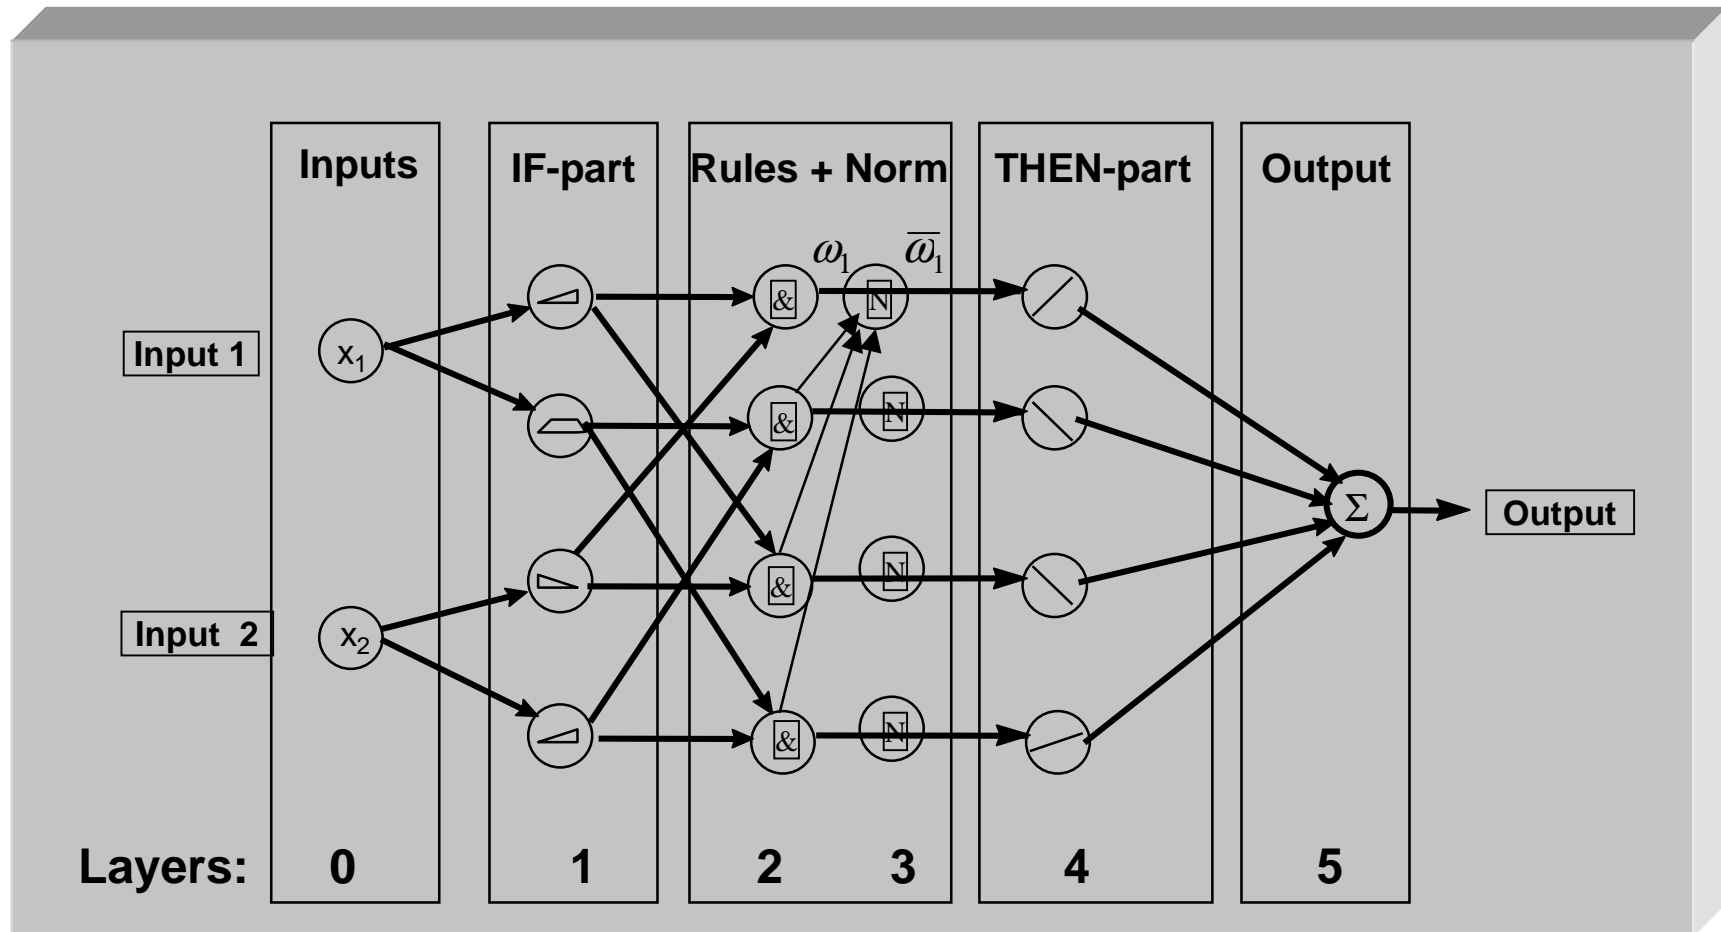 Inputs
IF-part
Rules + Norm
THEN-part
Output
ω₁
ω̅₁
&
N
Input 1
x₁
&
N
Σ
Output
&
N
Input 2
x₂
&
N
Layers: 0 1 2 3 4 5